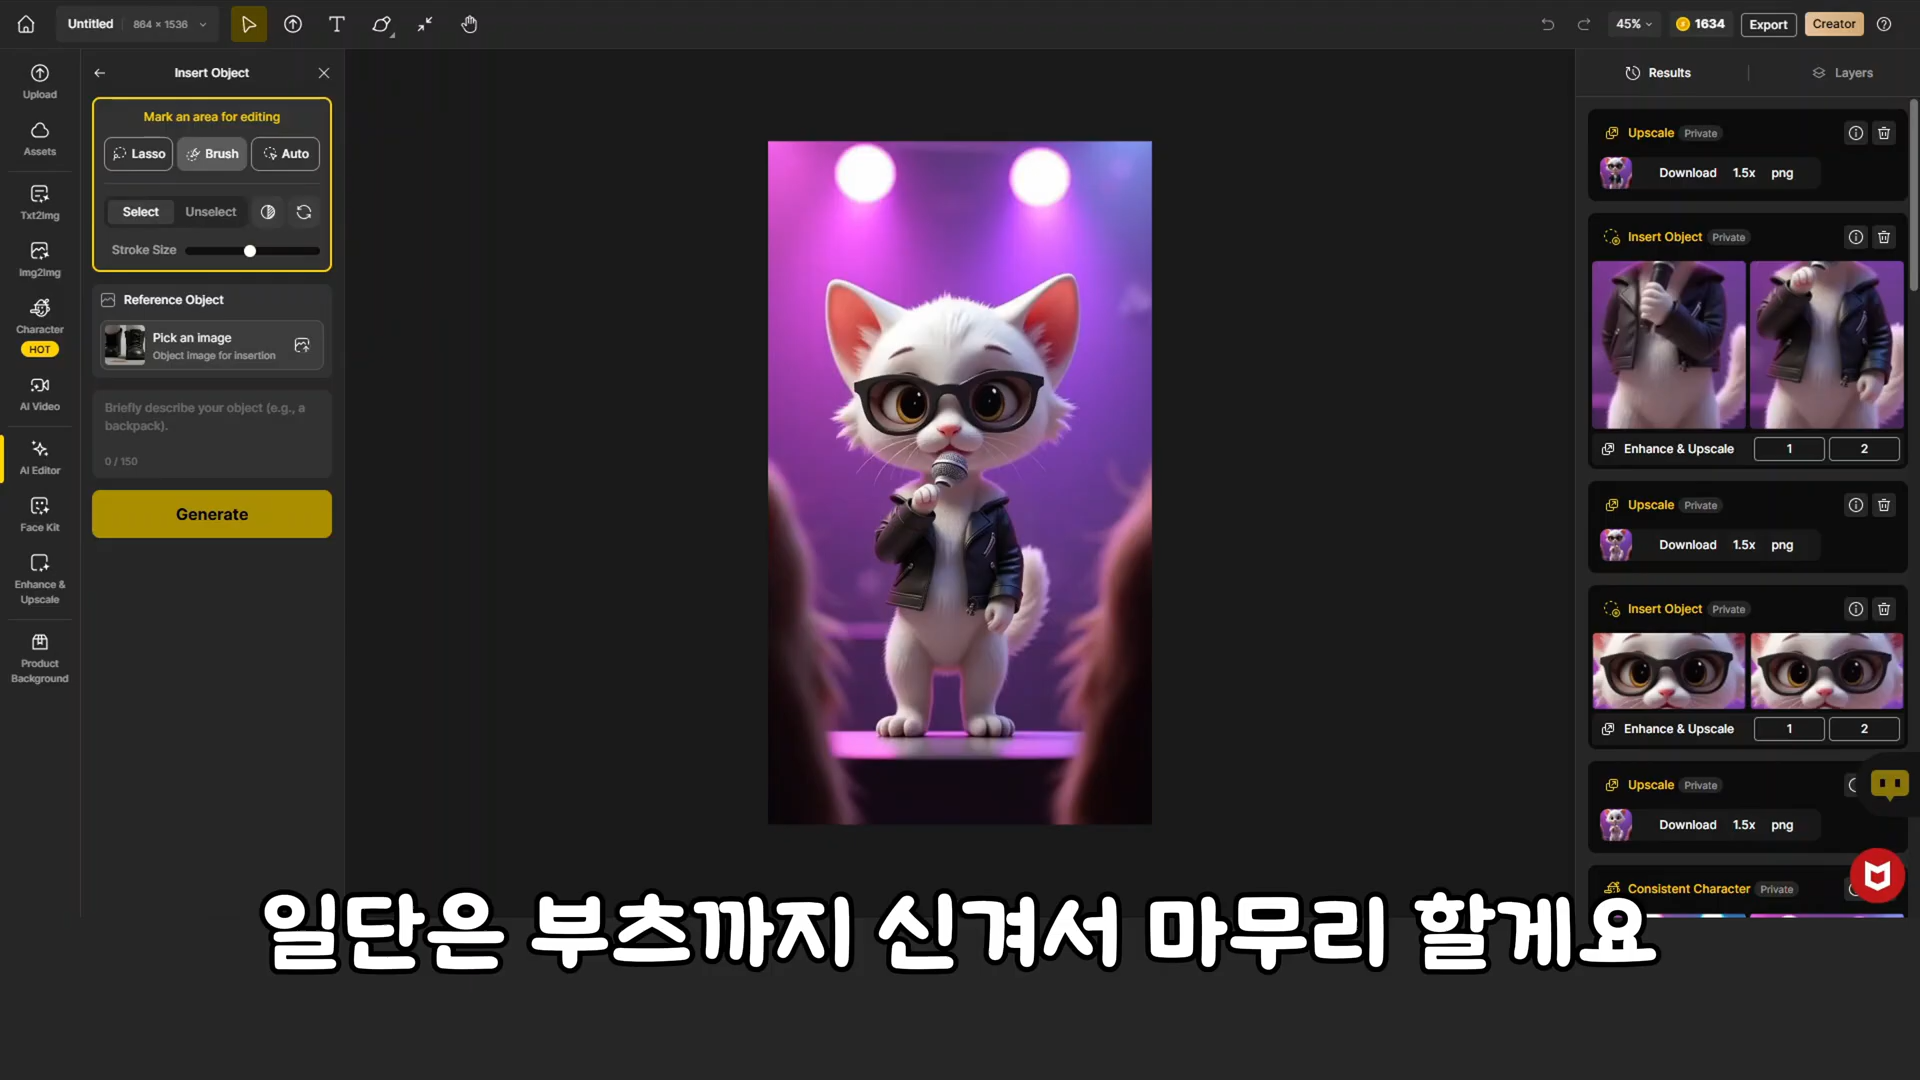 Untitled 864 × 1536
T
45%
1634
Export
Creator
Upload
Assets
Txt2Img
Img2Img
Character
HOT
AI Video
AI Editor
Face Kit
Enhance &
Upscale
Product
Background
Insert Object
Mark an area for editing
Lasso Brush Auto
Select Unselect
Stroke Size
Reference Object
Pick an image
Object image for insertion
Briefly describe your object (e.g., a
backpack).
0 / 150
Generate
Results Layers
Upscale Private
Download 1.5x png
Insert Object Private
Enhance & Upscale 1 2
Upscale Private
Download 1.5x png
Insert Object Private
Enhance & Upscale 1 2
Upscale Private
Download 1.5x png
Consistent Character Private
일단은 부츠까지 신겨서 마무리 할게요